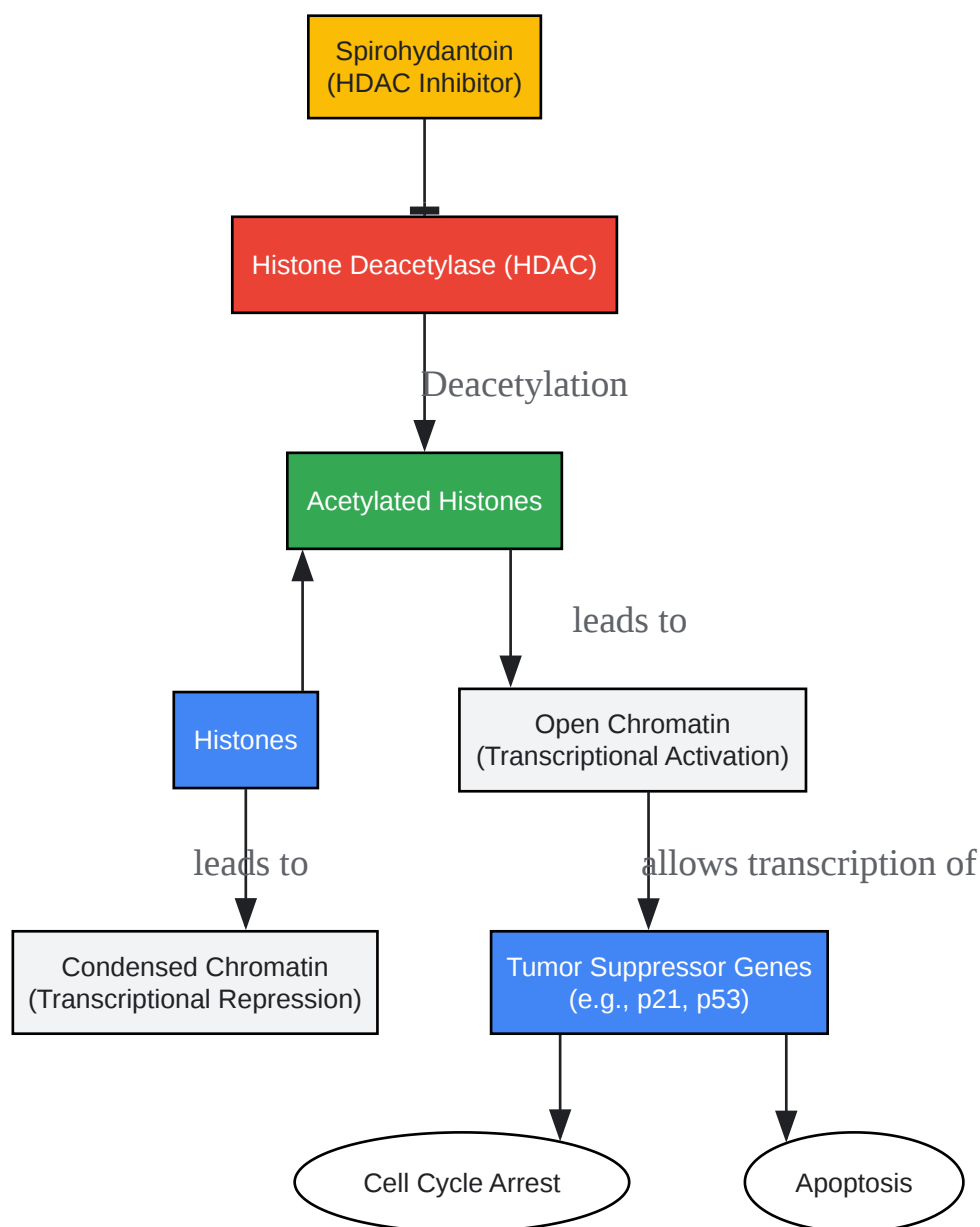 Spirohydantoin
(HDAC Inhibitor)
Histone Deacetylase (HDAC)
Deacetylation
Acetylated Histones
leads to
Histones
Open Chromatin
(Transcriptional Activation)
leads to
allows transcription of
Condensed Chromatin
(Transcriptional Repression)
Tumor Suppressor Genes
(e.g., p21, p53)
Cell Cycle Arrest
Apoptosis